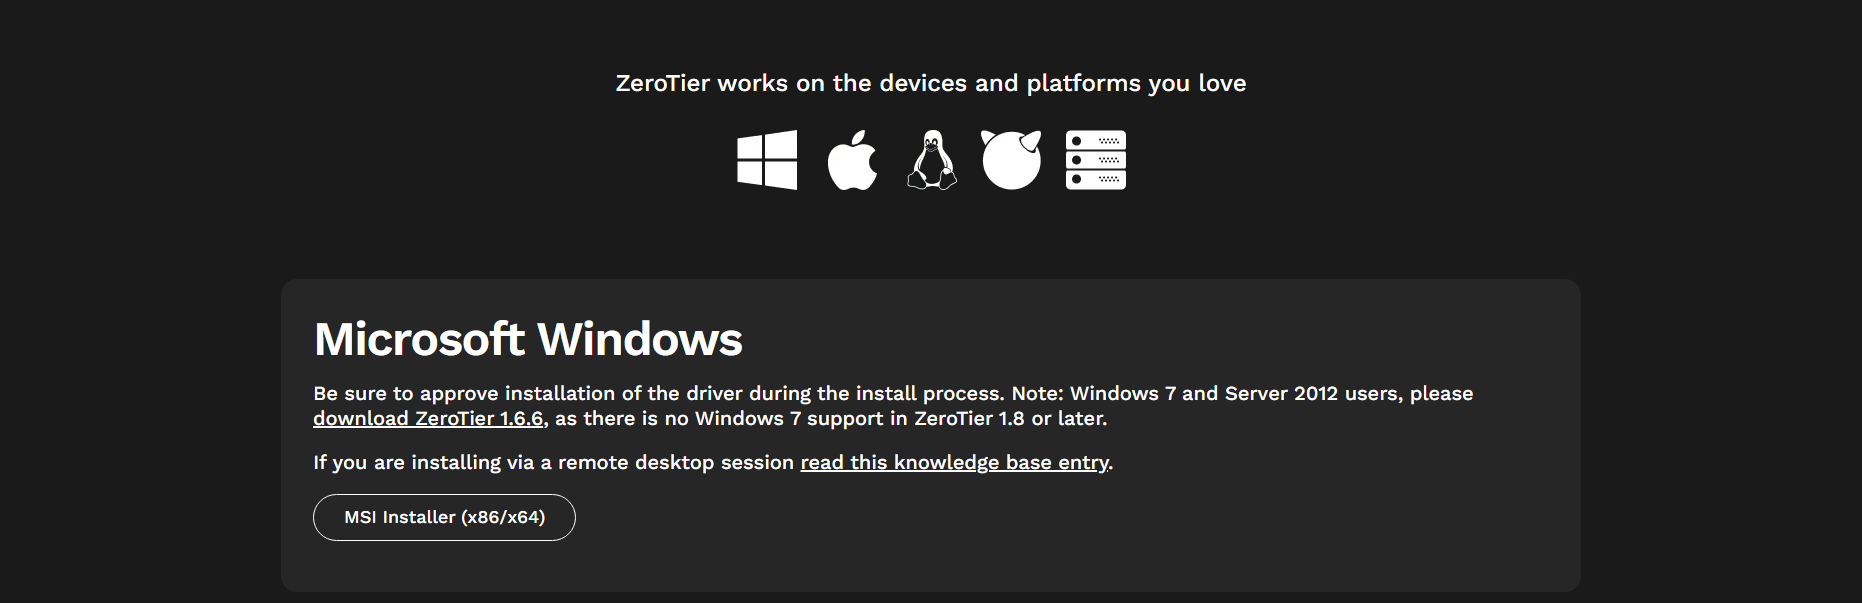 ZeroTier works on the devices and platforms you love
Microsoft Windows
Be sure to approve installation of the driver during the install process. Note: Windows 7 and Server 2012 users, please
download ZeroTier 1.6.6, as there is no Windows 7 support in ZeroTier 1.8 or later.
If you are installing via a remote desktop session read this knowledge base entry.
MSI Installer (x86/x64)